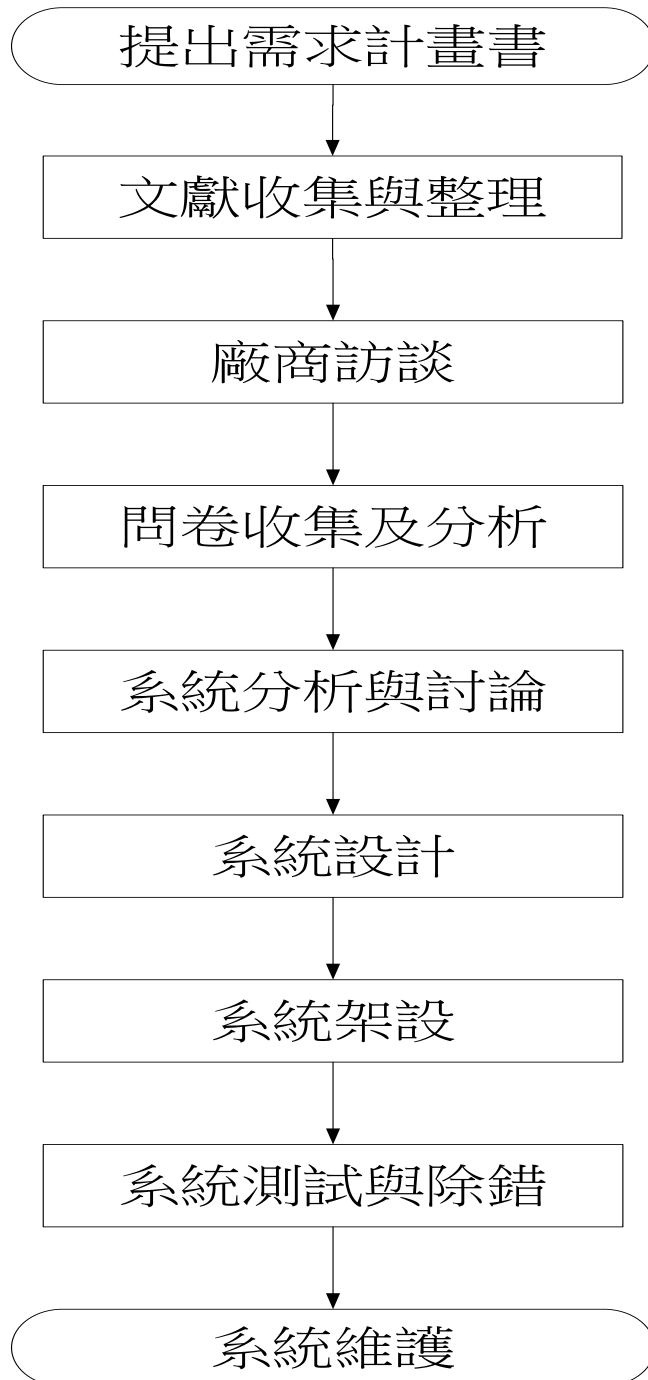 提出需求計畫書
文獻收集與整理
廠商訪談
問卷收集及分析
系統分析與討論
系統設計
系統架設
系統測試與除錯
系統維護